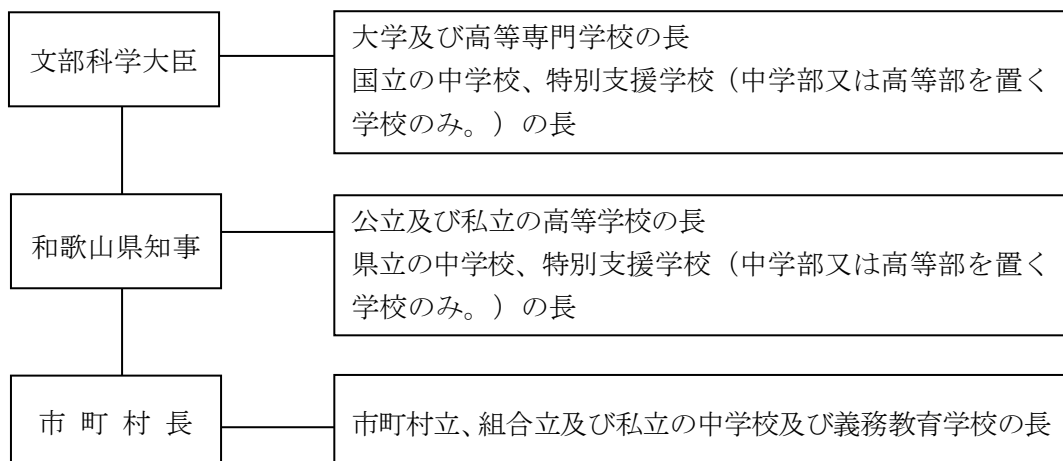 文部科学大臣
大学及び高等専門学校の長
国立の中学校、特別支援学校（中学部又は高等部を置く
学校のみ。）の長
和歌山県知事
公立及び私立の高等学校の長
県立の中学校、特別支援学校（中学部又は高等部を置く
学校のみ。）の長
市 町 村 長
市町村立、組合立及び私立の中学校及び義務教育学校の長